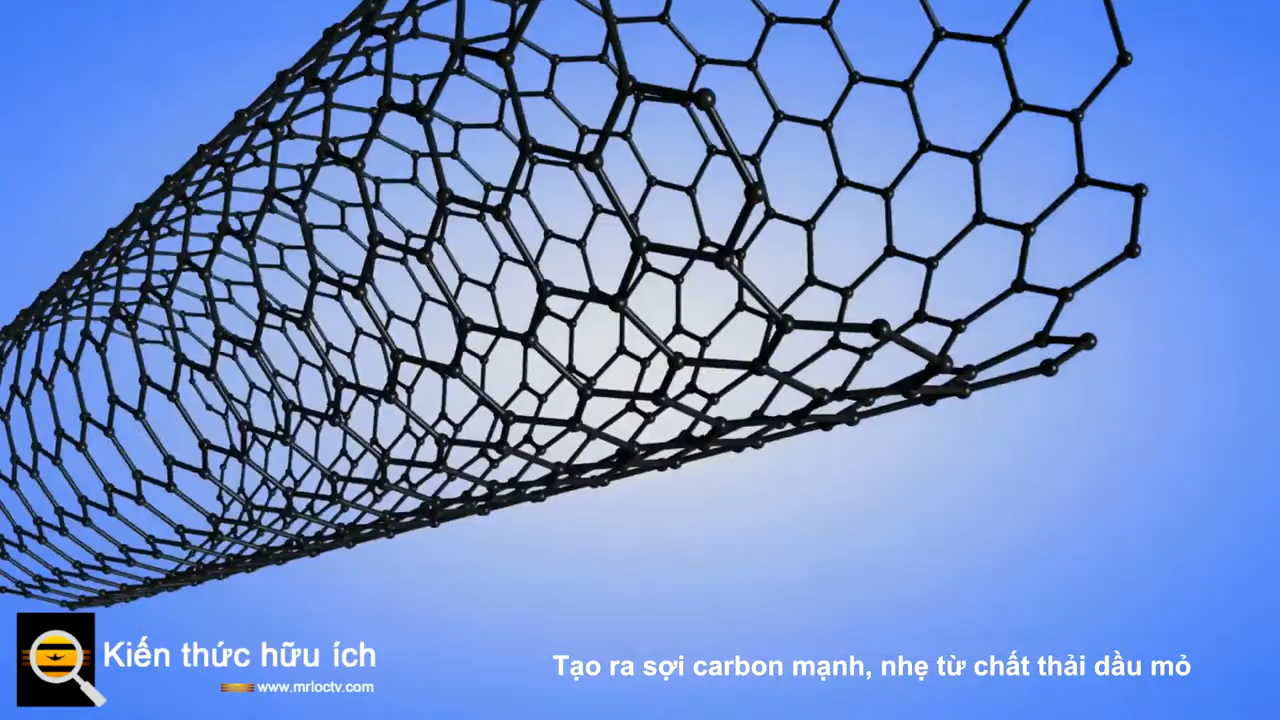 Kiến thức hữu ích
www.mrloctv.com
Tạo ra sợi carbon mạnh, nhẹ từ chất thải dầu mỏ